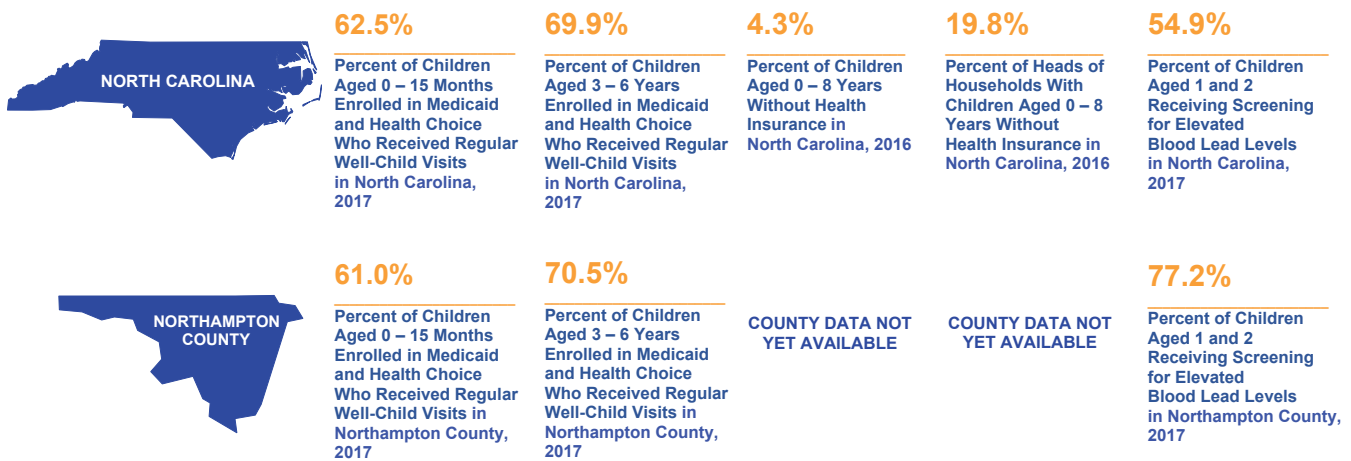 NORTH CAROLINA
62.5%
Percent of Children
Aged 0 – 15 Months
Enrolled in Medicaid
and Health Choice
Who Received Regular
Well-Child Visits
in North Carolina,
2017
69.9%
Percent of Children
Aged 3 – 6 Years
Enrolled in Medicaid
and Health Choice
Who Received Regular
Well-Child Visits
in North Carolina,
2017
4.3%
Percent of Children
Aged 0 – 8 Years
Without Health
Insurance in
North Carolina, 2016
19.8%
Percent of Heads of
Households With
Children Aged 0 – 8
Years Without
Health Insurance in
North Carolina, 2016
54.9%
Percent of Children
Aged 1 and 2
Receiving Screening
for Elevated
Blood Lead Levels
in North Carolina,
2017
NORTHAMPTON
COUNTY
61.0%
Percent of Children
Aged 0 – 15 Months
Enrolled in Medicaid
and Health Choice
Who Received Regular
Well-Child Visits in
Northampton County,
2017
70.5%
Percent of Children
Aged 3 – 6 Years
Enrolled in Medicaid
and Health Choice
Who Received Regular
Well-Child Visits in
Northampton County,
2017
COUNTY DATA NOT
YET AVAILABLE
COUNTY DATA NOT
YET AVAILABLE
77.2%
Percent of Children
Aged 1 and 2
Receiving Screening
for Elevated
Blood Lead Levels
in Northampton County,
2017